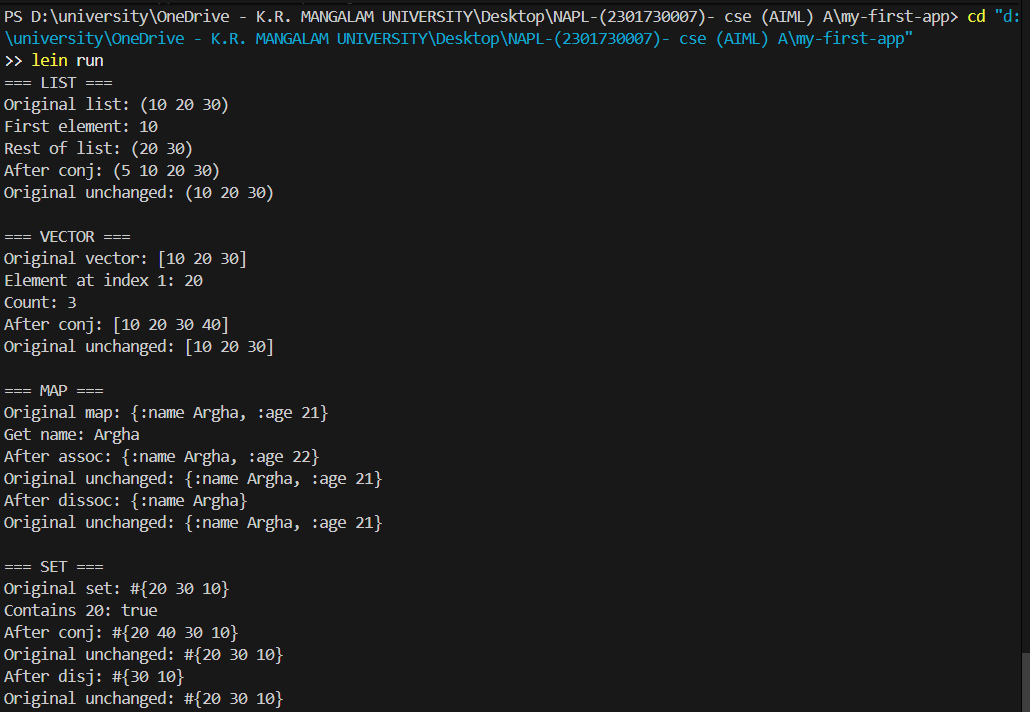 PS D:\university\OneDrive - K.R. MANGALAM UNIVERSITY\Desktop\NAPL-(2301730007)- cse (AIML) A\my-first-app> cd "d:
\university\OneDrive - K.R. MANGALAM UNIVERSITY\Desktop\NAPL-(2301730007)- cse (AIML) A\my-first-app"
>> lein run
=== LIST ===
Original list: (10 20 30)
First element: 10
Rest of list: (20 30)
After conj: (5 10 20 30)
Original unchanged: (10 20 30)

=== VECTOR ===
Original vector: [10 20 30]
Element at index 1: 20
Count: 3
After conj: [10 20 30 40]
Original unchanged: [10 20 30]

=== MAP ===
Original map: {:name Argha, :age 21}
Get name: Argha
After assoc: {:name Argha, :age 22}
Original unchanged: {:name Argha, :age 21}
After dissoc: {:name Argha}
Original unchanged: {:name Argha, :age 21}

=== SET ===
Original set: #{20 30 10}
Contains 20: true
After conj: #{20 40 30 10}
Original unchanged: #{20 30 10}
After disj: #{30 10}
Original unchanged: #{20 30 10}